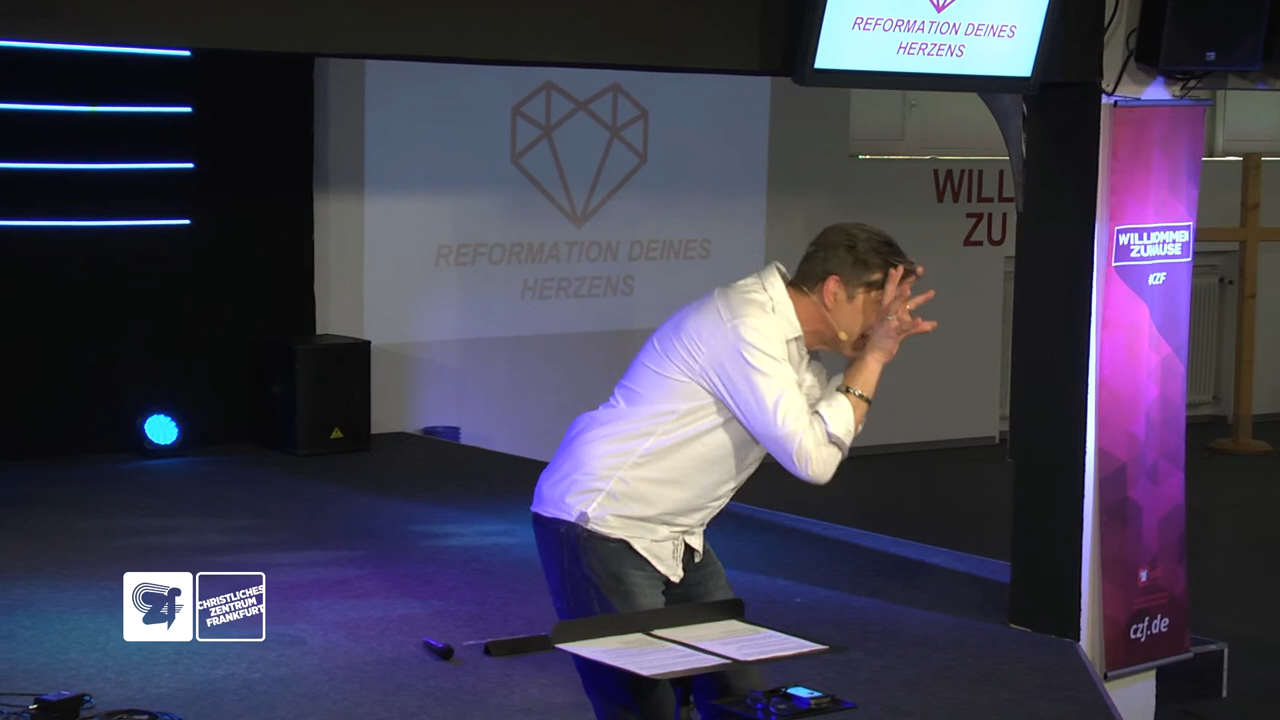 REFORMATION DEINES
HERZENS
REFORMATION DEINES
HERZENS
WILL
ZU
WILLKOMMEN
ZUHAUSE
#CZF
czf.de
CHRISTLICHES
ZENTRUM
FRANKFURT